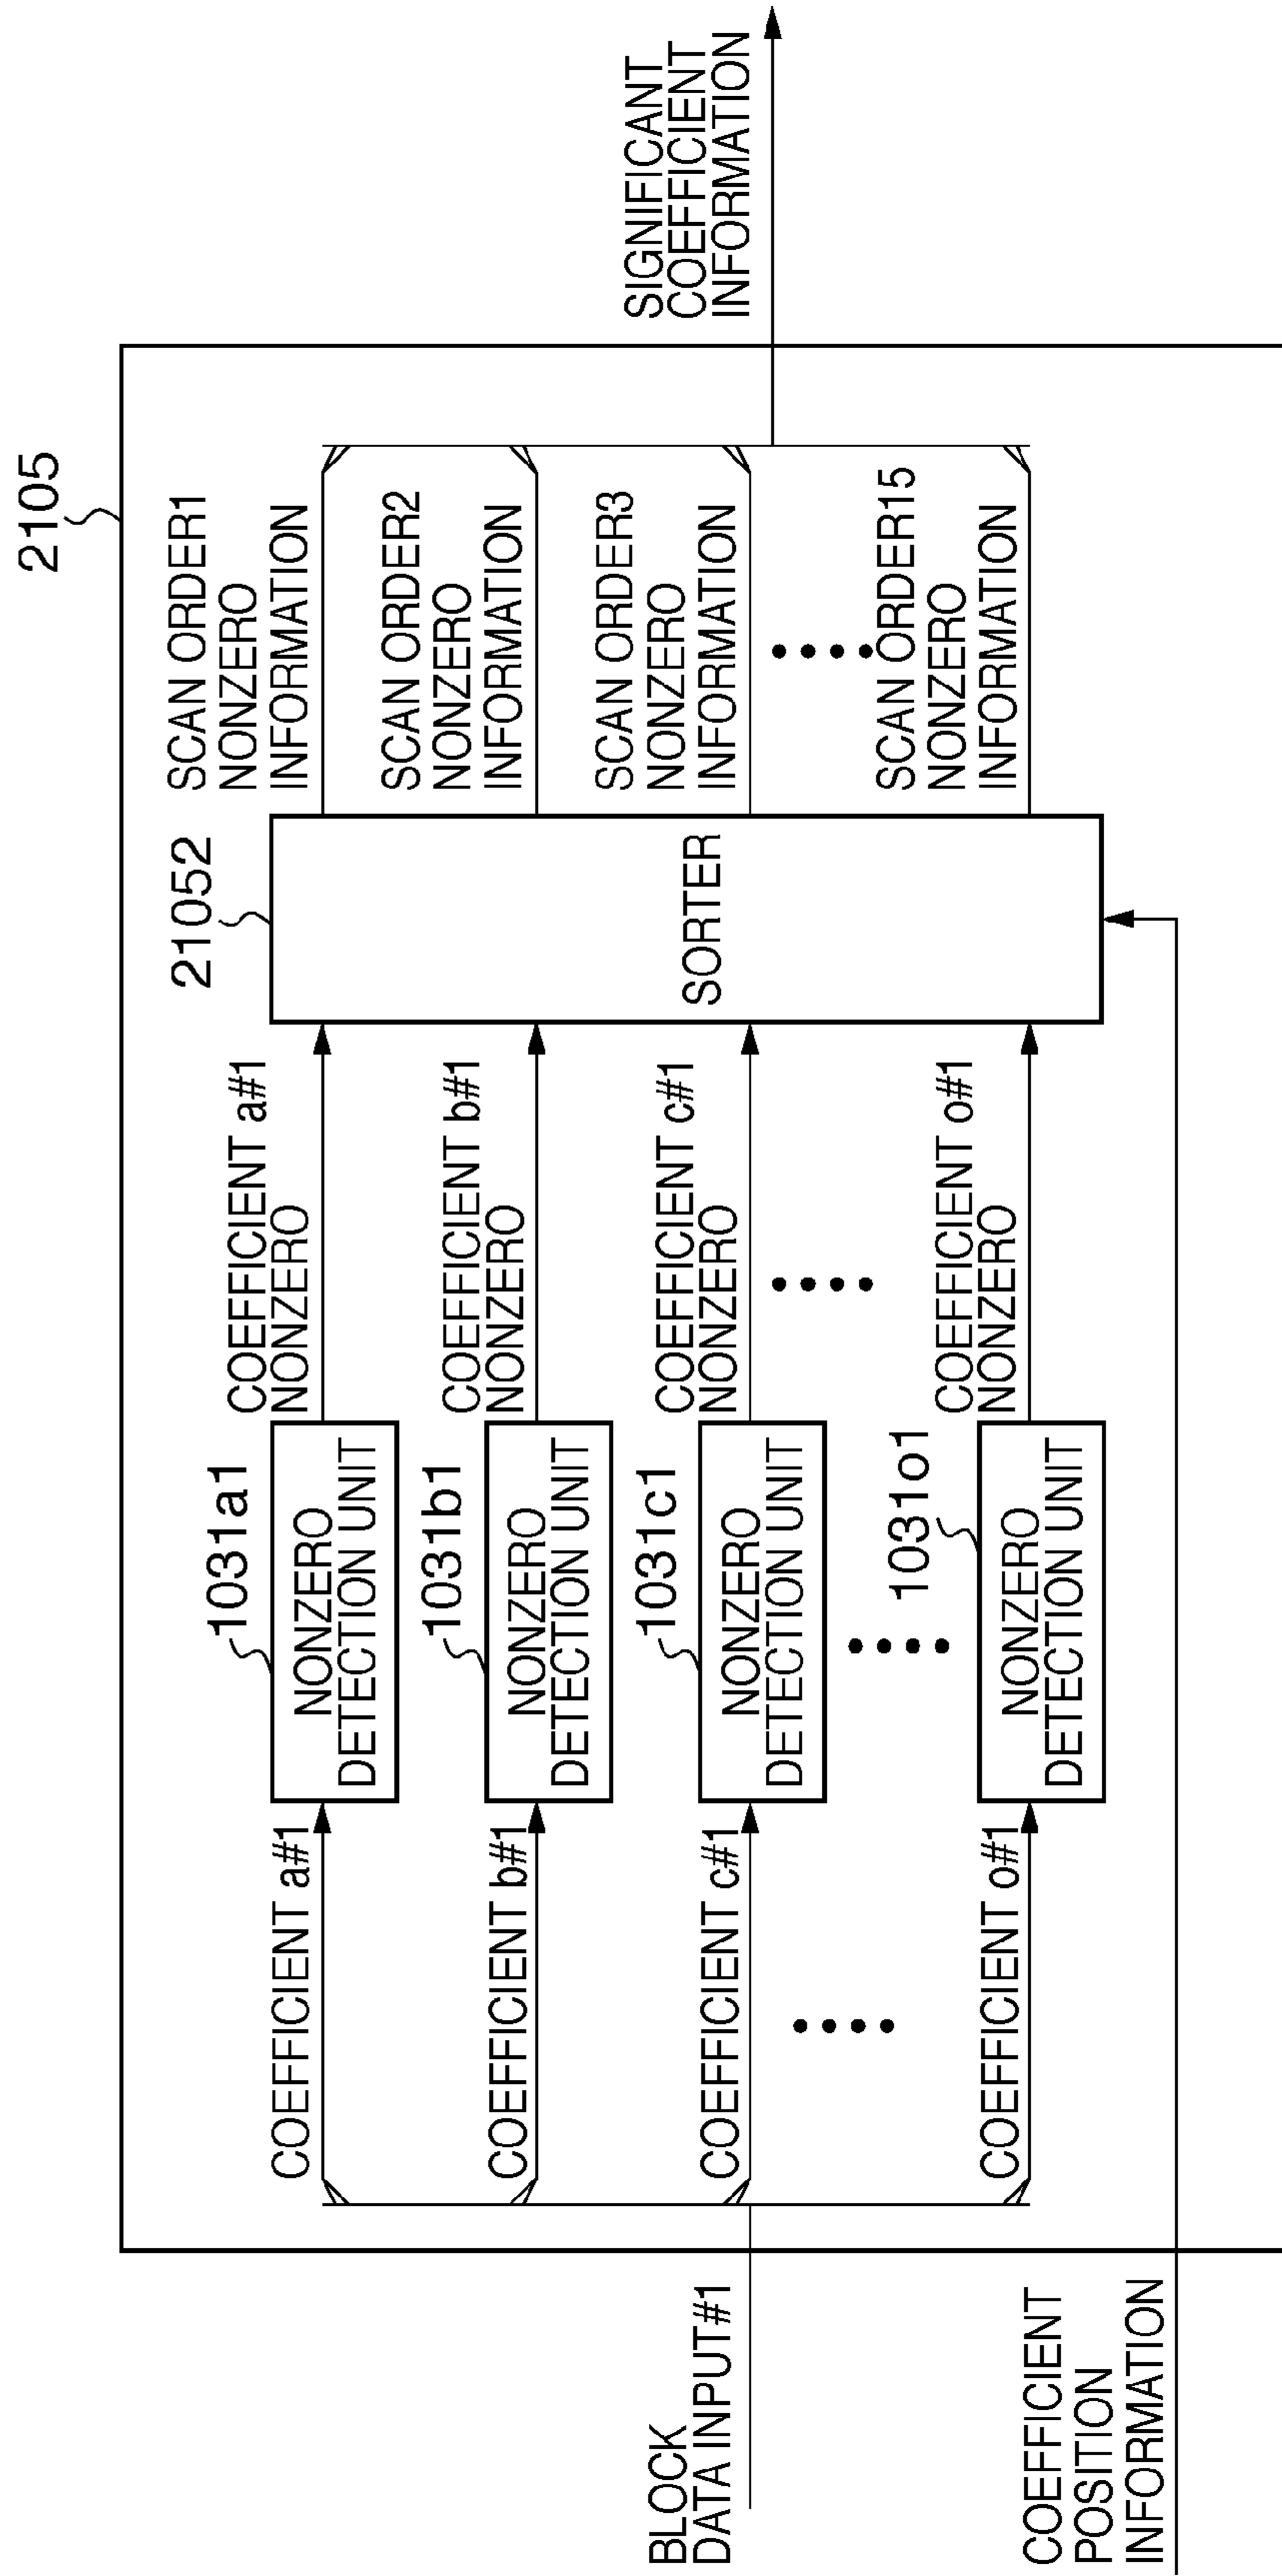 2105
BLOCK
DATA INPUT#1
COEFFICIENT
POSITION
INFORMATION
COEFFICIENT a#1
COEFFICIENT b#1
COEFFICIENT c#1
COEFFICIENT o#1
1031a1
NONZERO
DETECTION UNIT
1031b1
NONZERO
DETECTION UNIT
1031c1
NONZERO
DETECTION UNIT
1031o1
NONZERO
DETECTION UNIT
COEFFICIENT a#1
NONZERO
COEFFICIENT b#1
NONZERO
COEFFICIENT c#1
NONZERO
COEFFICIENT o#1
NONZERO
21052
SORTER
SCAN ORDER1
NONZERO
INFORMATION
SCAN ORDER2
NONZERO
INFORMATION
SCAN ORDER3
NONZERO
INFORMATION
SCAN ORDER15
NONZERO
INFORMATION
SIGNIFICANT
COEFFICIENT
INFORMATION